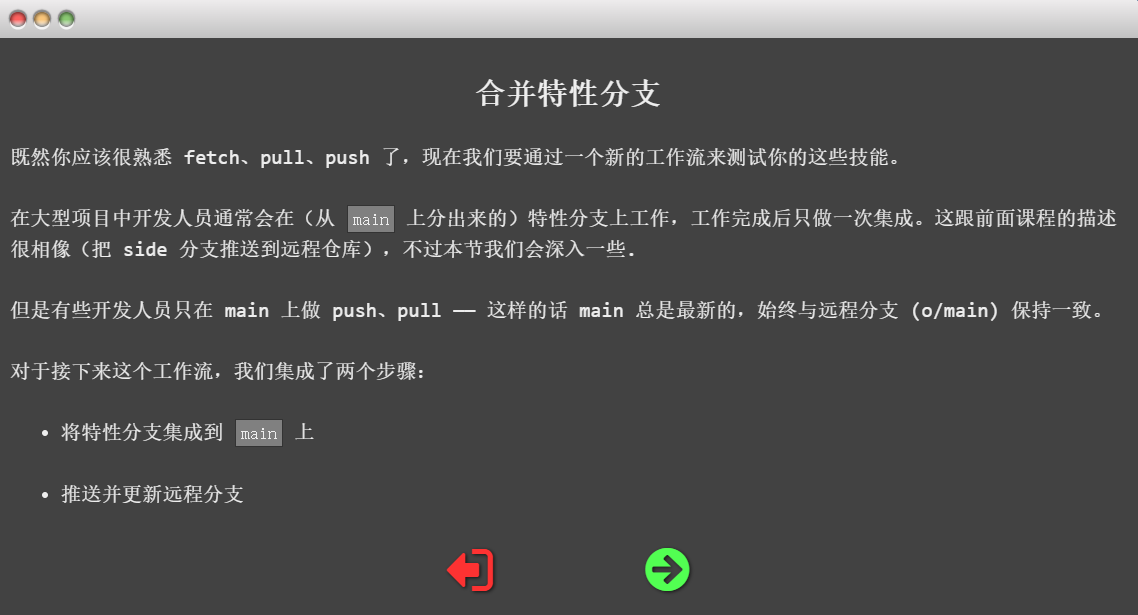 合并特性分支
既然你应该很熟悉 fetch、pull、push 了，现在我们要通过一个新的工作流来测试你的这些技能。
在大型项目中开发人员通常会在（从 main 上分出来的）特性分支上工作，工作完成后只做一次集成。这跟前面课程的描述
很相像（把 side 分支推送到远程仓库），不过本节我们会深入一些.
但是有些开发人员只在 main 上做 push、pull —— 这样的话 main 总是最新的，始终与远程分支 (o/main) 保持一致。
对于接下来这个工作流，我们集成了两个步骤：
• 将特性分支集成到 main 上
• 推送并更新远程分支